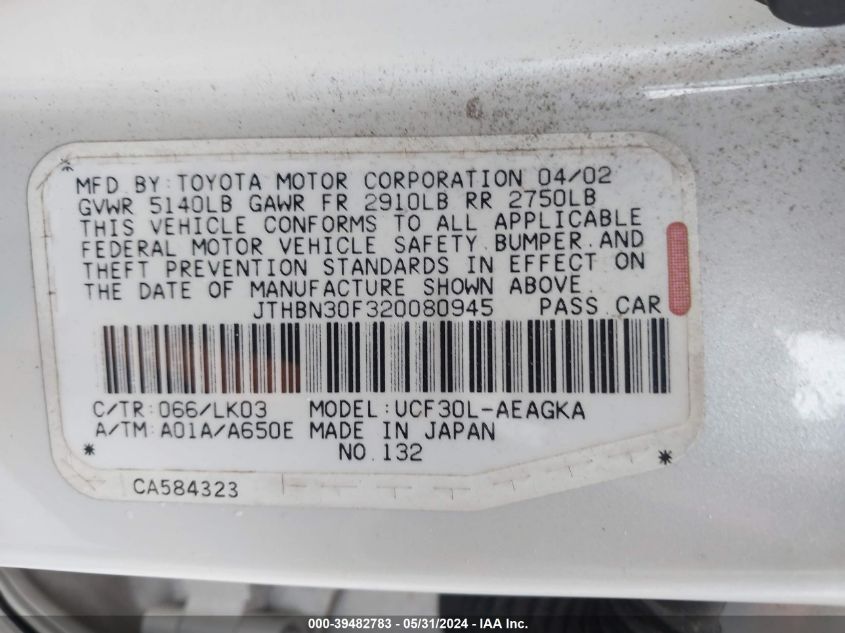 MFD BY: TOYOTA MOTOR CORPORATION 04/02
GVWR 5140LB GAWR FR 2910LB RR 2750LB
THIS VEHICLE CONFORMS TO ALL APPLICABLE
FEDERAL MOTOR VEHICLE SAFETY, BUMPER, AND
THEFT PREVENTION STANDARDS IN EFFECT ON
THE DATE OF MANUFACTURE SHOWN ABOVE.
JTHBN30F320080945 PASS CAR
C/TR: 066/LK03 MODEL: UCF30L-AEAGKA
A/TM: A01A/A650E MADE IN JAPAN
* NO. 132 *
CA584323
000-39482783 - 05/31/2024 - IAA Inc.